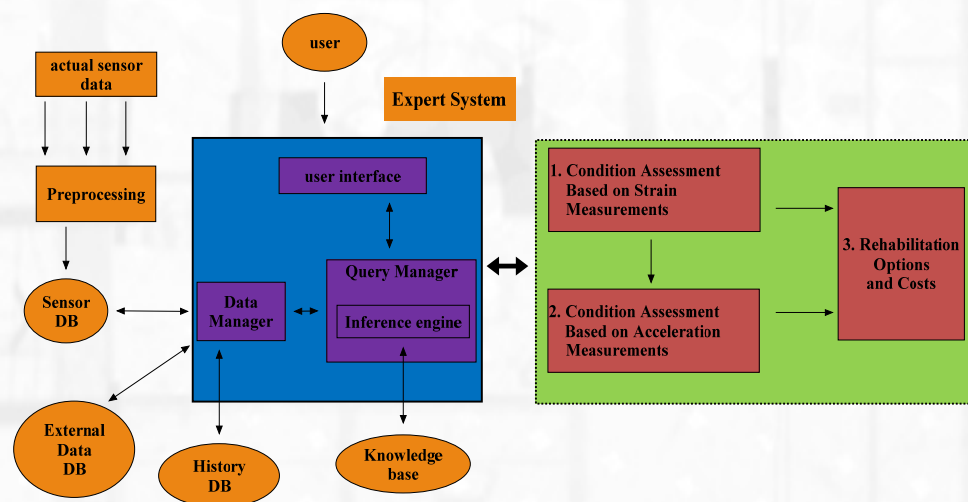 user
actual sensor
data
Expert System
Preprocessing
user interface
Query Manager
Inference engine
Data
Manager
Sensor
DB
External
Data
DB
History
DB
Knowledge
base
1. Condition Assessment
Based on Strain
Measurements
2. Condition Assessment
Based on Acceleration
Measurements
3. Rehabilitation
Options
and Costs